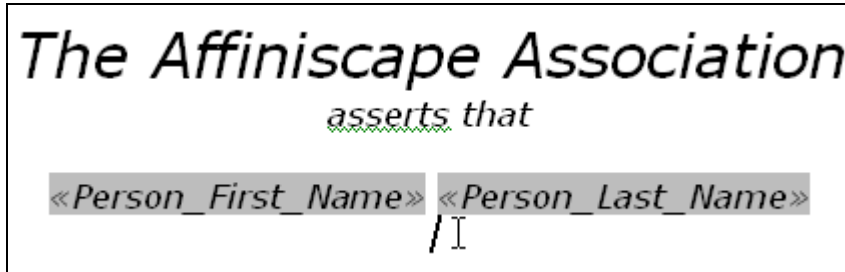 The Affiniscape Association
asserts that
«Person_First_Name» «Person_Last_Name»